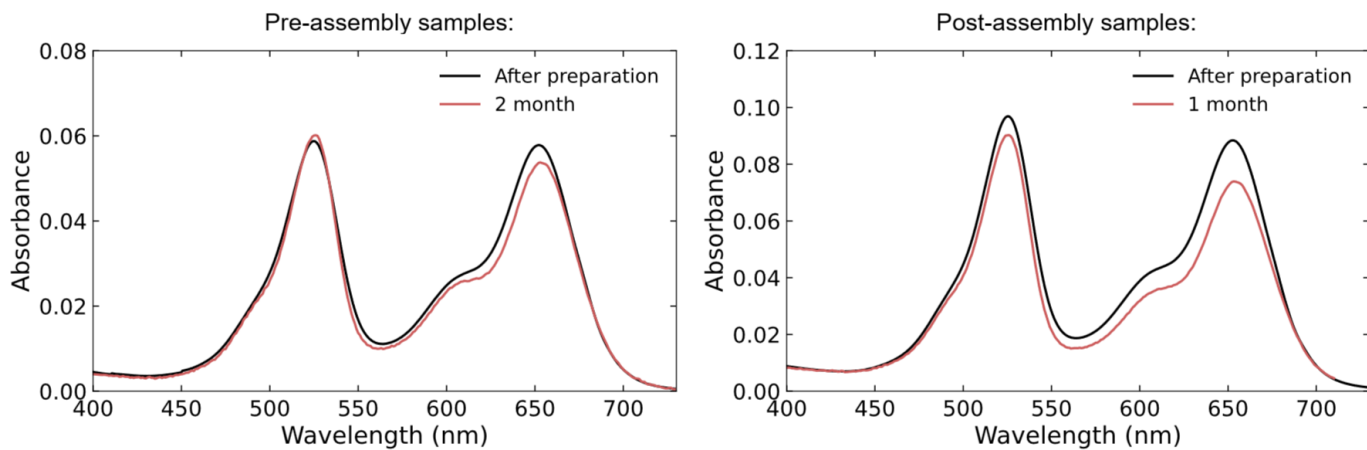 Pre-assembly samples:
0.08
0.06
0.04
0.02
0.00
Absorbance
After preparation
2 month
400 450 500 550 600 650 700
Wavelength (nm)
Post-assembly samples:
0.12
0.10
0.08
0.06
0.04
0.02
0.00
Absorbance
After preparation
1 month
400 450 500 550 600 650 700
Wavelength (nm)